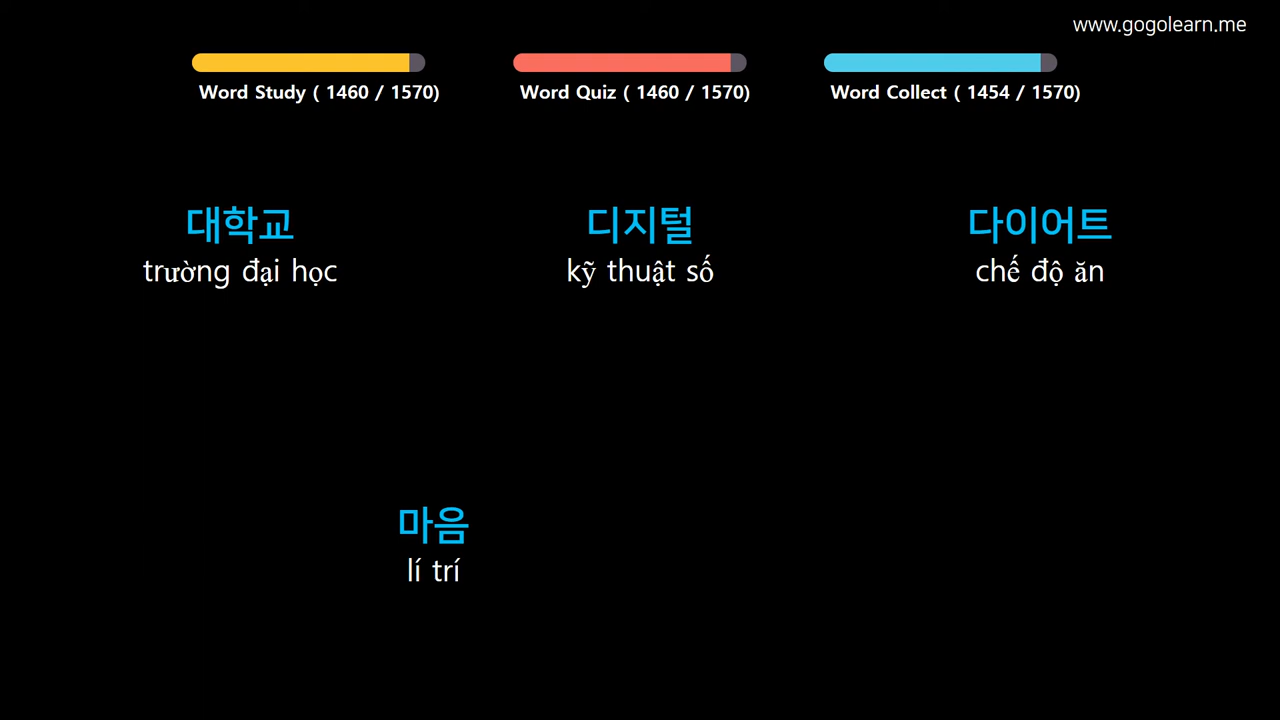 www.gogolearn.me
Word Study ( 1460 / 1570)
Word Quiz ( 1460 / 1570)
Word Collect ( 1454 / 1570)
대학교
trường đại học
디지털
kỹ thuật số
다이어트
chế độ ăn
마음
lí trí